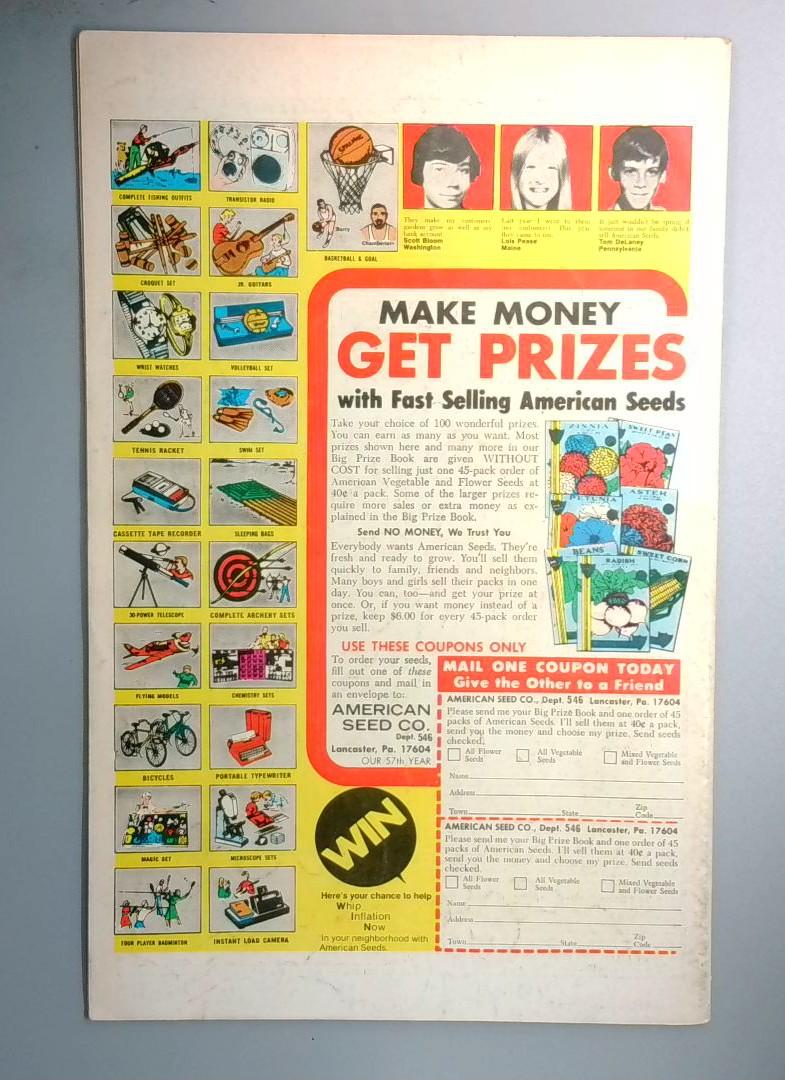 COMPLETE FISHING OUTFITS
TRANSISTOR RADIO
CROQUET SET
JR. GUITARS
WRIST WATCHES
VOLLEYBALL SET
TENNIS RACKET
SWIM SET
CASSETTE TAPE RECORDER
SLEEPING BAGS
30-POWER TELESCOPE
COMPLETE ARCHERY SETS
FLYING MODELS
CHEMISTRY SETS
BICYCLES
PORTABLE TYPEWRITER
MAGIC SET
MICROSCOPE SETS
FOUR PLAYER BADMINTON
INSTANT LOAD CAMERA
SPALDING
Barry
Chamberlain
BASKETBALL & GOAL
They make my customers
gardens grow as well as my
bank account.
Scott Bloom
Washington
Last year I went to them
my customers! This year
they came to me.
Lois Pease
Maine
It just wouldn't be spring if
someone in our family didn't
sell American Seeds.
Tom DeLaney
Pennsylvania
MAKE MONEY
GET PRIZES
with Fast Selling American Seeds
Take your choice of 100 wonderful prizes.
You can earn as many as you want. Most
prizes shown here and many more in our
Big Prize Book are given WITHOUT
COST for selling just one 45-pack order of
American Vegetable and Flower Seeds at
40¢ a pack. Some of the larger prizes re-
quire more sales or extra money as ex-
plained in the Big Prize Book.
Send NO MONEY, We Trust You
Everybody wants American Seeds. They're
fresh and ready to grow. You'll sell them
quickly to family, friends and neighbors.
Many boys and girls sell their packs in one
day. You can, too—and get your prize at
once. Or, if you want money instead of a
prize, keep $6.00 for every 45-pack order
you sell.
ZINNIA
SWEET PEAS
PETUNIA
ASTER
BEANS
RADISH
SWEET CORN
USE THESE COUPONS ONLY
To order your seeds,
fill out one of these
coupons and mail in
an envelope to:
AMERICAN
SEED CO.
Dept. 546
Lancaster, Pa. 17604
OUR 57th YEAR
MAIL ONE COUPON TODAY
Give the Other to a Friend
AMERICAN SEED CO., Dept. 546 Lancaster, Pa. 17604
Please send me your Big Prize Book and one order of 45
packs of American Seeds. I'll sell them at 40¢ a pack,
send you the money and choose my prize. Send seeds
checked.
All Flower Seeds
All Vegetable Seeds
Mixed Vegetable and Flower Seeds
Name
Address
Town State Zip Code
AMERICAN SEED CO., Dept. 546 Lancaster, Pa. 17604
Please send me your Big Prize Book and one order of 45
packs of American Seeds. I'll sell them at 40¢ a pack,
send you the money and choose my prize. Send seeds
checked.
All Flower Seeds
All Vegetable Seeds
Mixed Vegetable and Flower Seeds
Name
Address
Town State Zip Code
WIN
Here's your chance to help
Whip
Inflation
Now
In your neighborhood with
American Seeds.